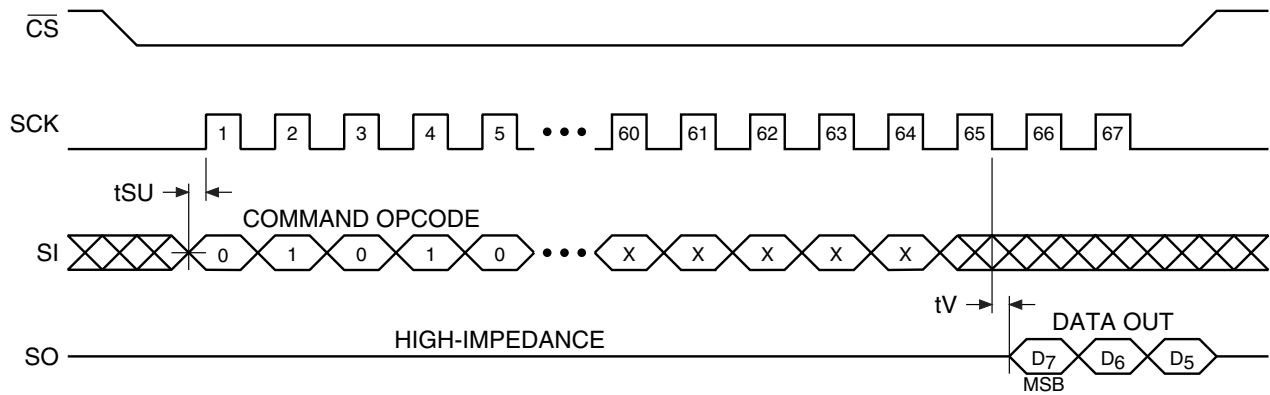 CS
SCK 1 2 3 4 5 ••• 60 61 62 63 64 65 66 67
tSU
COMMAND OPCODE
SI 0 1 0 1 0 ••• X X X X X
tV
DATA OUT
HIGH-IMPEDANCE
SO D7 D6 D5
MSB